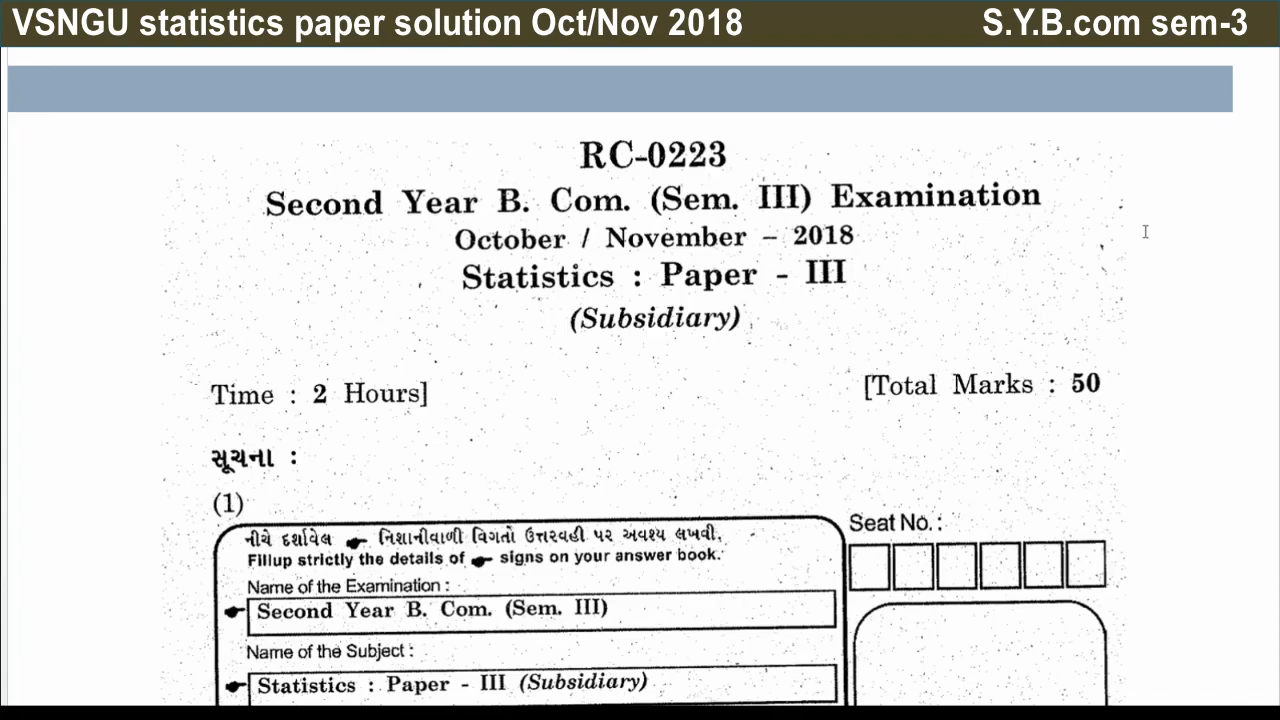 VSNGU statistics paper solution Oct/Nov 2018 S.Y.B.com sem-3
RC-0223
Second Year B. Com. (Sem. III) Examination
October / November – 2018
Statistics : Paper - III
(Subsidiary)
Time : 2 Hours] [Total Marks : 50
સૂચના :
(1)
નીચે દર્શાવેલ ☛ નિશાનીવાળી વિગતો ઉત્તરવહી પર અવશ્ય લખવી.
Fillup strictly the details of ☛ signs on your answer book.
Seat No. :
Name of the Examination :
☛ Second Year B. Com. (Sem. III)
Name of the Subject :
☛ Statistics : Paper - III (Subsidiary)